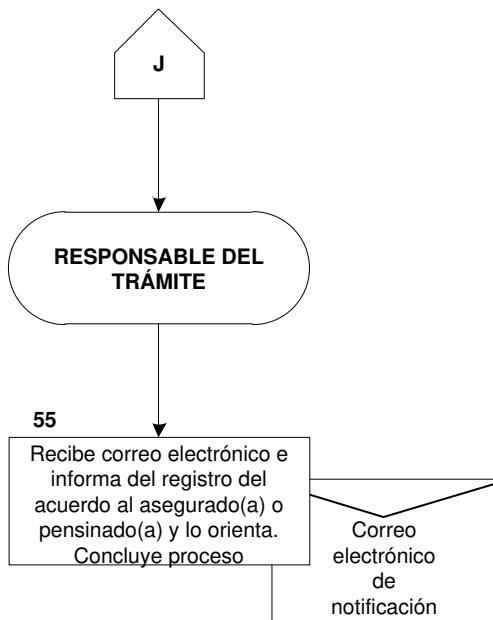 J
RESPONSABLE DEL
TRÁMITE
55
Recibe correo electrónico e
informa del registro del
acuerdo al asegurado(a) o
pensinado(a) y lo orienta.
Concluye proceso
Correo
electrónico
de
notificación